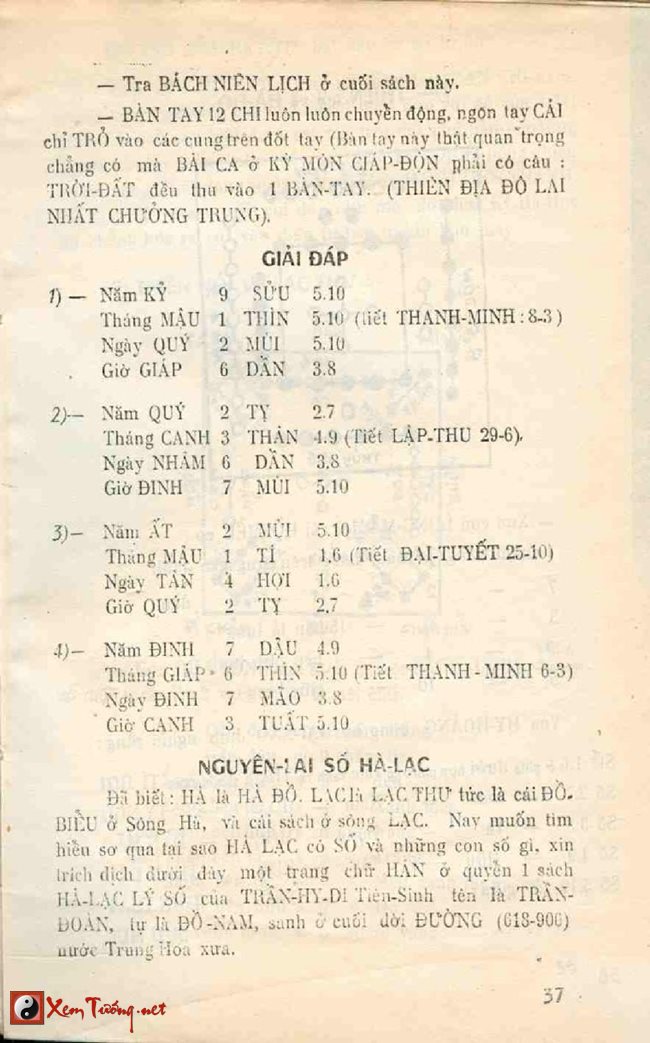 — Tra BÁCH NIÊN LỊCH ở cuối sách này.
— BÀN TAY 12 CHI luôn luôn chuyển động, ngón tay CÁI
chỉ TRỎ vào các cung trên đốt tay (Bàn tay này thật quan trọng
chẳng có mà BÀI CA ở KỲ MÔN GIÁP-ĐỘN phải có câu :
TRỜI-ĐẤT đều thu vào 1 BÀN-TAY. (THIÊN ĐỊA ĐÔ LAI
NHẤT CHƯỞNG TRUNG).
GIẢI ĐÁP
1) — Năm KỶ 9 SỬU 5.10
Tháng MẬU 1 THÌN 5.10 (tiết THANH-MINH : 8-3)
Ngày QUÝ 2 MÙI 5.10
Giờ GIÁP 6 DẦN 3.8
2)— Năm QUÝ 2 TỴ 2.7
Tháng CANH 3 THÂN 4.9 (Tiết LẬP-THU 29-6).
Ngày NHÂM 6 DẦN 3.8
Giờ ĐINH 7 MÙI 5.10
3)— Năm ẤT 2 MÙI 5.10
Tháng MẬU 1 TÍ 1.6 (Tiết ĐẠI-TUYẾT 25-10)
Ngày TÂN 4 HỢI 1.6
Giờ QUÝ 2 TỴ 2.7
4)— Năm ĐINH 7 DẬU 4.9
Tháng GIÁP 6 THÌN 5.10 (Tiết THANH - MINH 6-3)
Ngày ĐINH 7 MÃO 3.8
Giờ CANH 3 TUẤT 5.10
NGUYÊN-LAI SỐ HÀ-LẠC
Đã biết : HÀ là HÀ ĐỒ. LẠC là LẠC THƯ tức là cái ĐỒ.
BIỂU ở Sông Hà, và cái sách ở sông LẠC. Nay muốn tìm
hiểu sơ qua tại sao HÀ LẠC có SỐ và những con số gì, xin
trích dịch dưới đây một trang chữ HÁN ở quyển 1 sách
HÀ-LẠC LÝ SỐ của TRẦN-HY-DI Tiên-Sinh tên là TRẦN-
ĐOÀN, tự là ĐỒ-NAM, sanh ở cuối đời ĐƯỜNG (618-906)
nước Trung Hoa xưa.
37
XemTướng.net